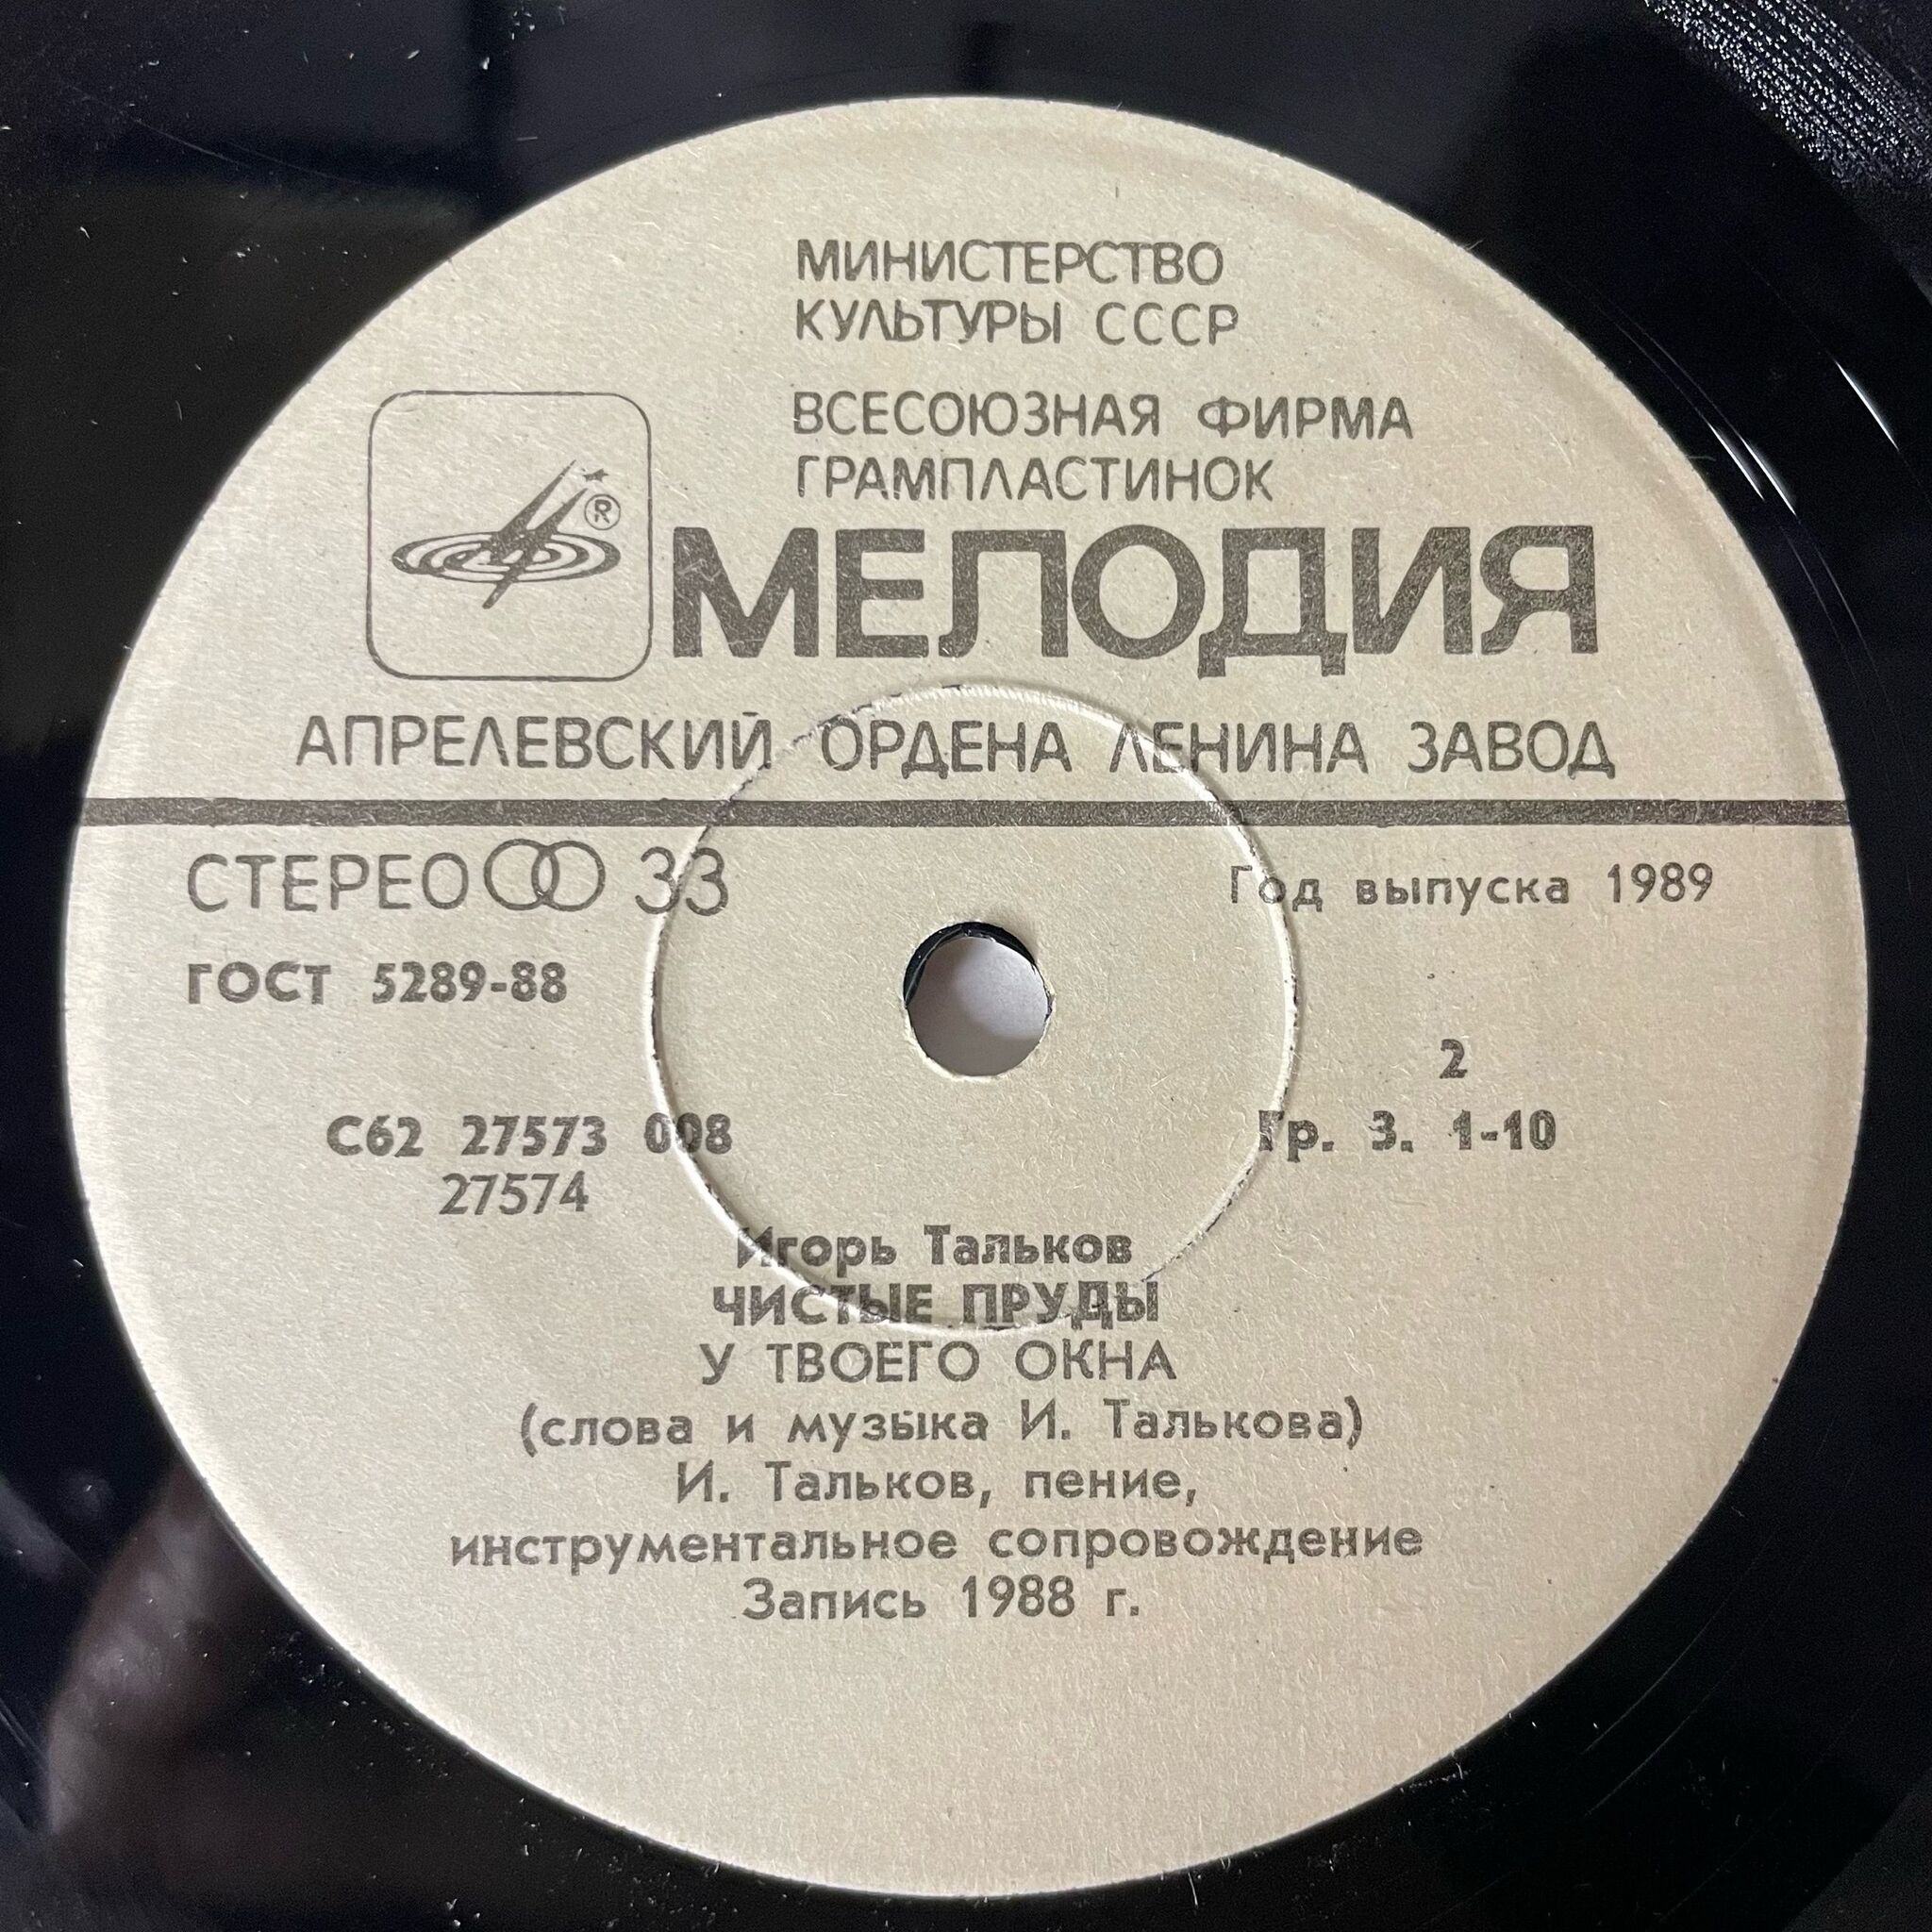 МИНИСТЕРСТВО
КУЛЬТУРЫ СССР
ВСЕСОЮЗНАЯ ФИРМА
ГРАМПЛАСТИНОК
®
МЕЛОДИЯ
АПРЕЛЕВСКИЙ ОРДЕНА ЛЕНИНА ЗАВОД
СТЕРЕО 33
Год выпуска 1989
ГОСТ 5289-88
2
С62 27573 008
Гр. 3. 1-10
27574
Игорь Тальков
ЧИСТЫЕ ПРУДЫ
У ТВОЕГО ОКНА
(слова и музыка И. Талькова)
И. Тальков, пение,
инструментальное сопровождение
Запись 1988 г.